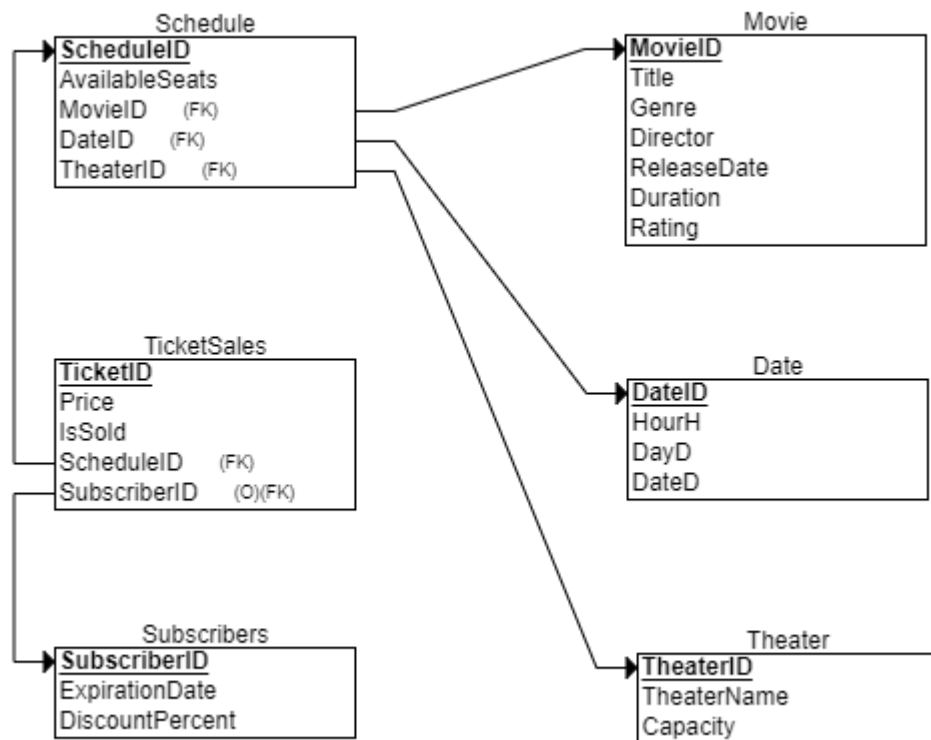 Schedule
ScheduleID
AvailableSeats
MovieID (FK)
DateID (FK)
TheaterID (FK)
Movie
MovieID
Title
Genre
Director
ReleaseDate
Duration
Rating
TicketSales
TicketID
Price
IsSold
ScheduleID (FK)
SubscriberID (O)(FK)
Date
DateID
HourH
DayD
DateD
Subscribers
SubscriberID
ExpirationDate
DiscountPercent
Theater
TheaterID
TheaterName
Capacity